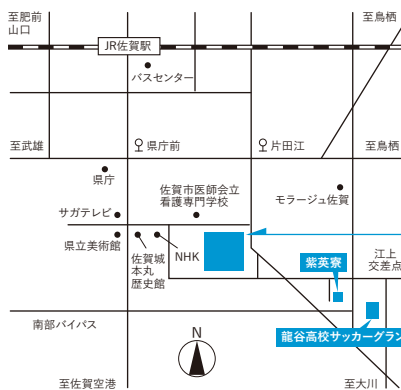 至肥前
山口
至鳥栖
JR佐賀駅
バスセンター
至武雄
県庁前
片田江
至鳥栖
県庁
佐賀市医師会立
看護専門学校
モラージュ佐賀
サガテレビ
県立美術館
佐賀城
本丸
歴史館
NHK
紫英寮
江上
交差点
南部バイパス
龍谷高校サッカーグラン
N
至佐賀空港
至大川